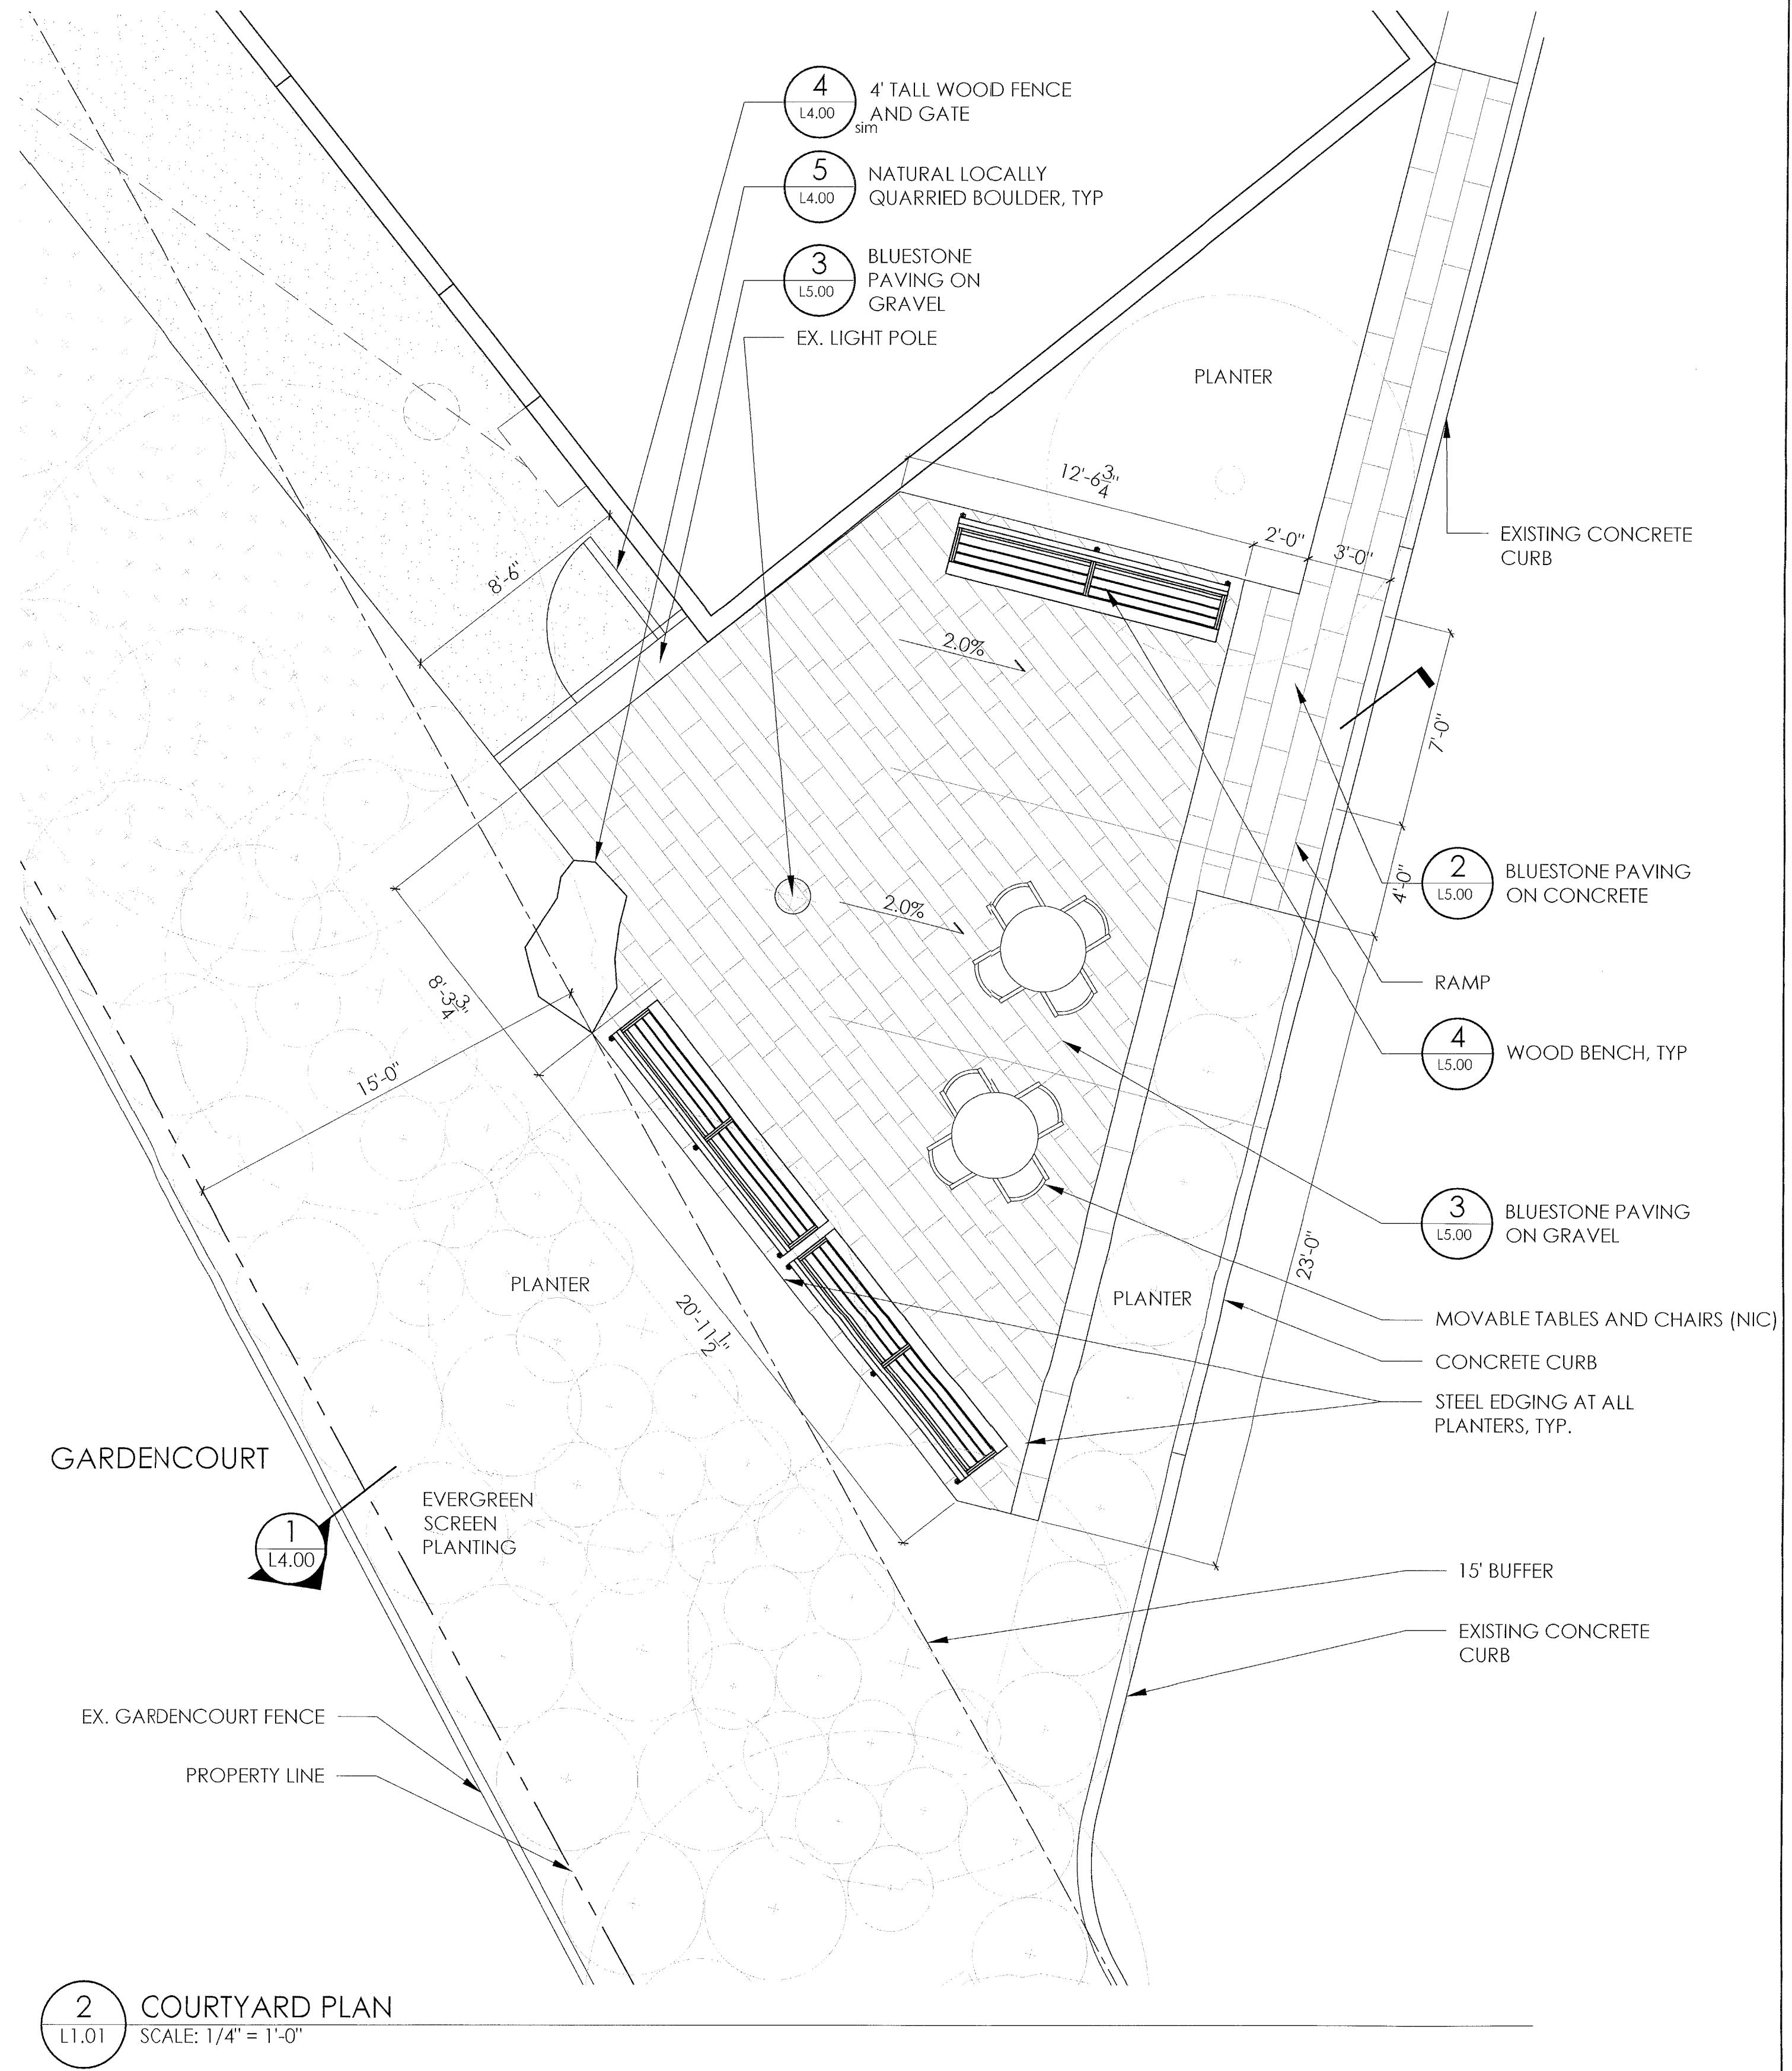 4
L4.00
sim
4' TALL WOOD FENCE
AND GATE
5
L4.00
NATURAL LOCALLY
QUARRIED BOULDER, TYP
3
L5.00
BLUESTONE
PAVING ON
GRAVEL
EX. LIGHT POLE
PLANTER
12'-6 3/4"
2'-0"
3'-0"
EXISTING CONCRETE
CURB
8'-6"
2.0%
7'-0"
2
L5.00
BLUESTONE PAVING
ON CONCRETE
4'-0"
2.0%
RAMP
8'-3 3/4"
15'-0"
4
L5.00
WOOD BENCH, TYP
3
L5.00
BLUESTONE PAVING
ON GRAVEL
23'-0"
PLANTER
20'-11 1/2"
PLANTER
MOVABLE TABLES AND CHAIRS (NIC)
CONCRETE CURB
STEEL EDGING AT ALL
PLANTERS, TYP.
GARDENCOURT
EVERGREEN
SCREEN
PLANTING
1
L4.00
15' BUFFER
EXISTING CONCRETE
CURB
EX. GARDENCOURT FENCE
PROPERTY LINE
2
L1.01
COURTYARD PLAN
SCALE: 1/4" = 1'-0"